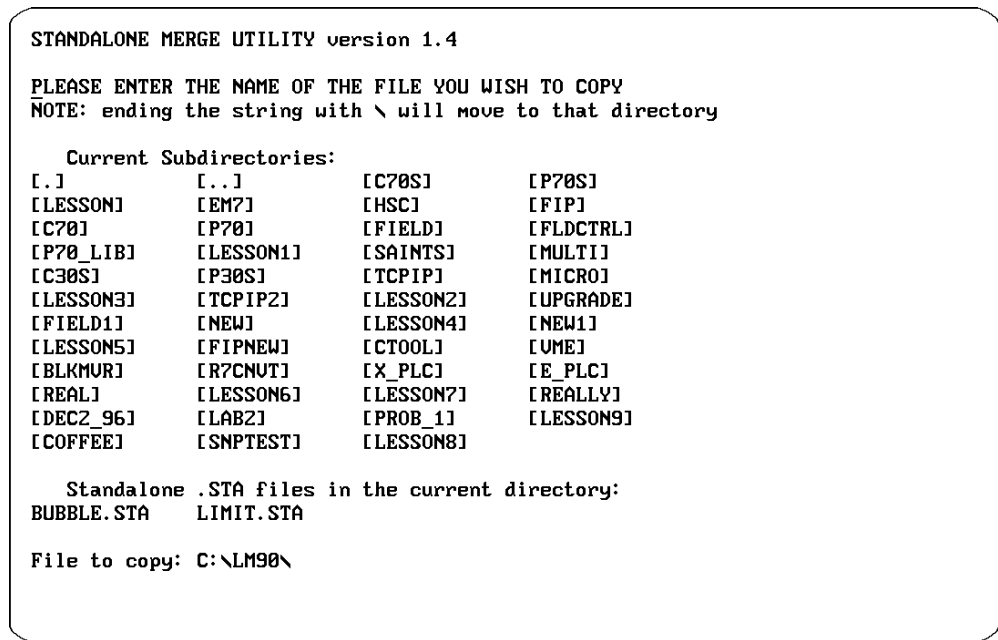 STANDALONE MERGE UTILITY version 1.4
PLEASE ENTER THE NAME OF THE FILE YOU WISH TO COPY
NOTE: ending the string with \ will move to that directory
Current Subdirectories:
[.] [..] [C70S] [P70S]
[LESSON] [EM7] [HSC] [FIP]
[C70] [P70] [FIELD] [FLDCTRL]
[P70_LIB] [LESSON1] [SAINTS] [MULTI]
[C30S] [P30S] [TCPIP] [MICRO]
[LESSON3] [TCPIP2] [LESSON2] [UPGRADE]
[FIELD1] [NEW] [LESSON4] [NEW1]
[LESSON5] [FIPNEW] [CTOOL] [VME]
[BLKMVR] [R7CNVT] [X_PLC] [E_PLC]
[REAL] [LESSON6] [LESSON7] [REALLY]
[DEC2_96] [LAB2] [PROB_1] [LESSON9]
[COFFEE] [SNPTEST] [LESSON8]
Standalone .STA files in the current directory:
BUBBLE.STA LIMIT.STA
File to copy: C:\LM90\